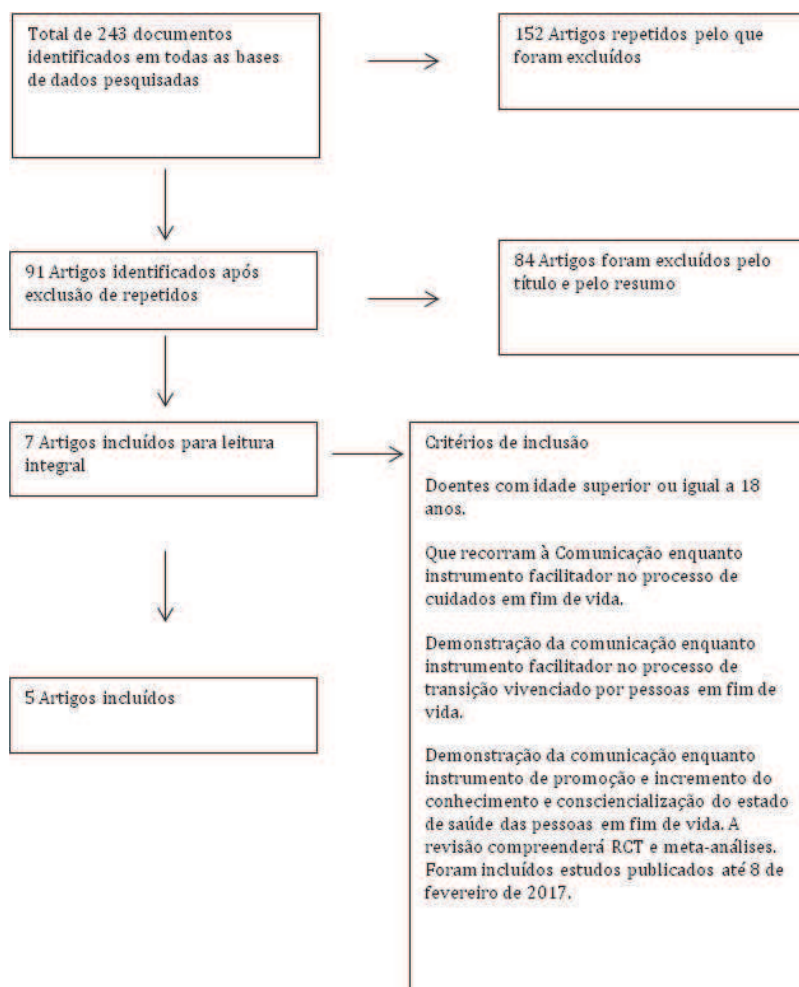 Total de 243 documentos
identificados em todas as bases
de dados pesquisadas
152 Artigos repetidos pelo que
foram excluídos
91 Artigos identificados após
exclusão de repetidos
84 Artigos foram excluídos pelo
título e pelo resumo
7 Artigos incluídos para leitura
integral
Critérios de inclusão
Doentes com idade superior ou igual a 18
anos.
Que recorram à Comunicação enquanto
instrumento facilitador no processo de
cuidados em fim de vida.
Demonstração da comunicação enquanto
instrumento facilitador no processo de
transição vivenciado por pessoas em fim de
vida.
Demonstração da comunicação enquanto
instrumento de promoção e incremento do
conhecimento e consciencialização do estado
de saúde das pessoas em fim de vida. A
revisão compreenderá RCT e meta-análises.
Foram incluídos estudos publicados até 8 de
fevereiro de 2017.
5 Artigos incluídos